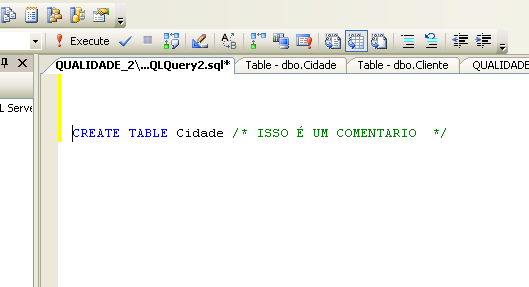 Execute
QUALIDADE_2\...QLQuery2.sql* Table - dbo.Cidade Table - dbo.Cliente QUALIDADE
L Serve
CREATE TABLE Cidade /* ISSO É UM COMENTARIO */